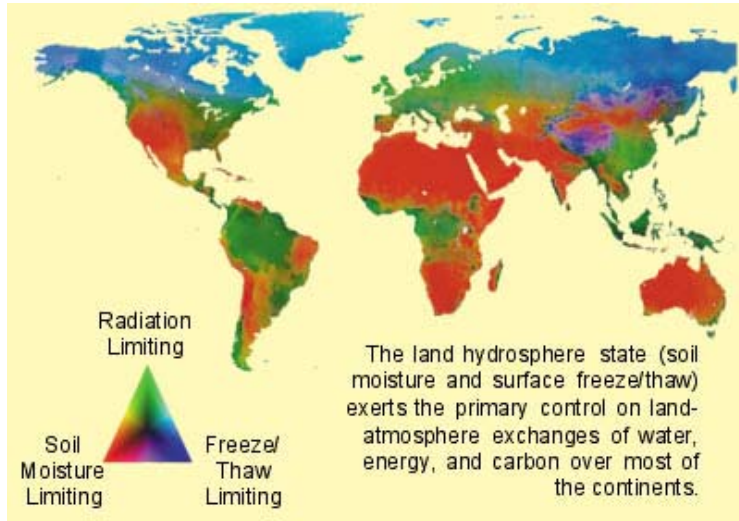 Radiation
Limiting
Soil
Moisture
Limiting
Freeze/
Thaw
Limiting
The land hydrosphere state (soil
moisture and surface freeze/thaw)
exerts the primary control on land-
atmosphere exchanges of water,
energy, and carbon over most of
the continents.